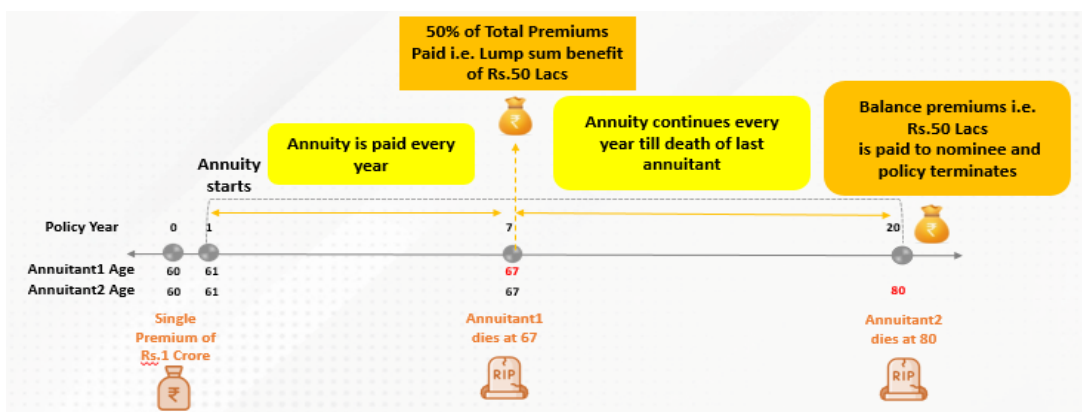 50% of Total Premiums
Paid i.e. Lump sum benefit
of Rs.50 Lacs
Balance premiums i.e.
Rs.50 Lacs
is paid to nominee and
policy terminates
Annuity is paid every
year
Annuity continues every
year till death of last
annuitant
Annuity
starts
Policy Year 0 1 7 20
Annuitant1 Age 60 61 67
Annuitant2 Age 60 61 67 80
Single
Premium of
Rs.1 Crore
Annuitant1
dies at 67
Annuitant2
dies at 80
₹
₹
₹
RIP
RIP